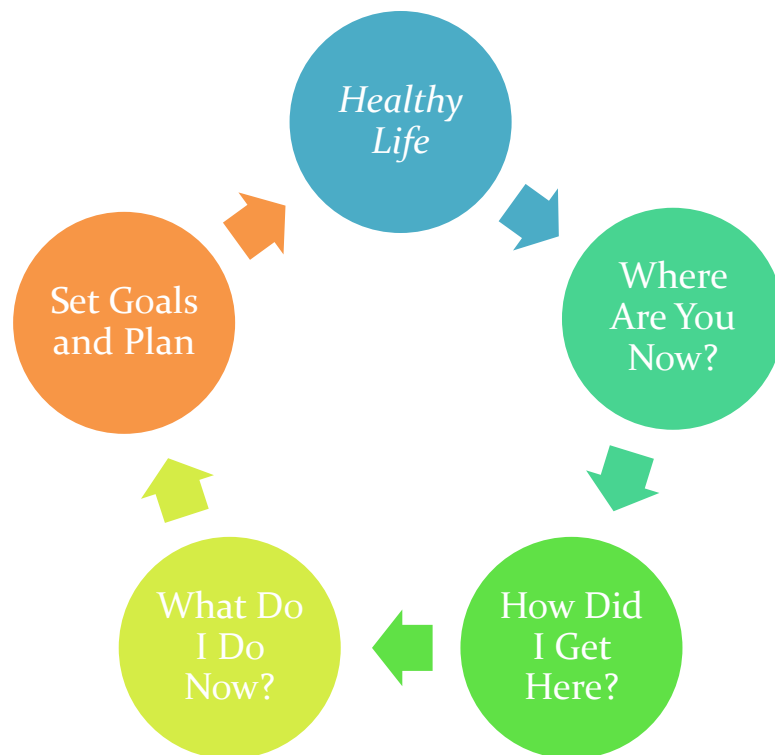 Healthy
Life
Where
Are You
Now?
How Did
I Get
Here?
What Do
I Do
Now?
Set Goals
and Plan